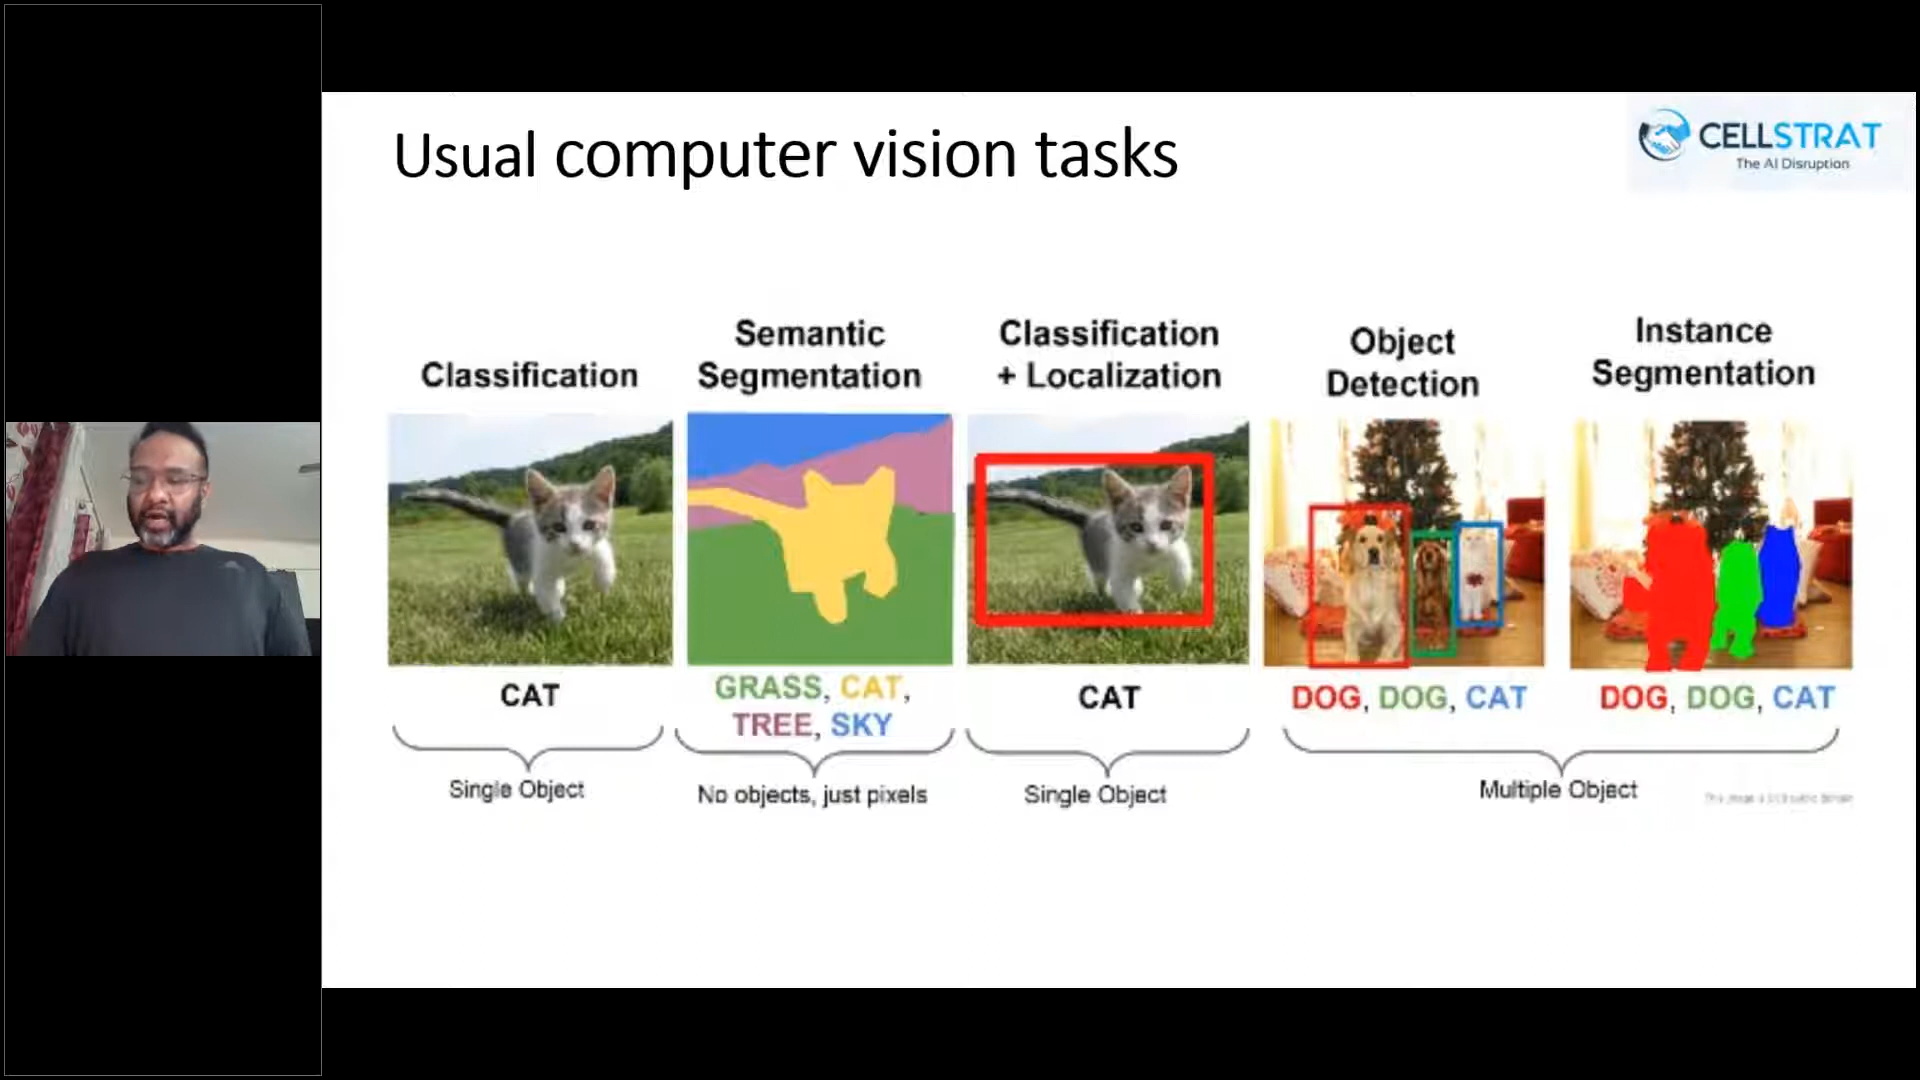 Usual computer vision tasks
CELLSTRAT
The AI Disruption
Classification
Semantic
Segmentation
Classification
+ Localization
Object
Detection
Instance
Segmentation
CAT
GRASS, CAT,
TREE, SKY
CAT
DOG, DOG, CAT
DOG, DOG, CAT
Single Object
No objects, just pixels
Single Object
Multiple Object